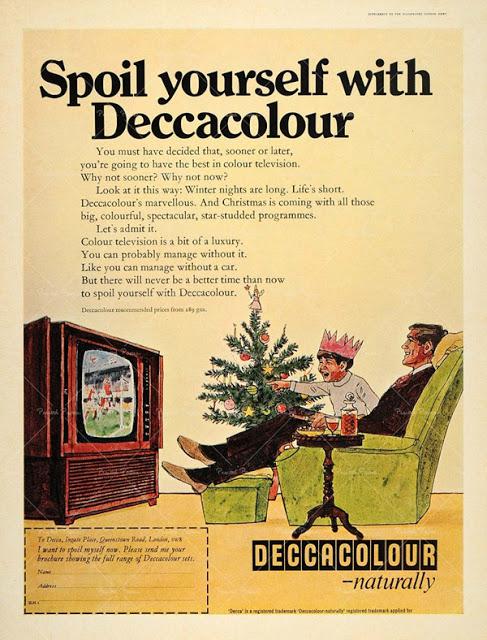 SUPPLEMENT TO THE ILLUSTRATED LONDON NEWS
Spoil yourself with
Deccacolour
You must have decided that, sooner or later,
you're going to have the best in colour television.
Why not sooner? Why not now?
Look at it this way: Winter nights are long. Life's short.
Deccacolour's marvellous. And Christmas is coming with all those
big, colourful, spectacular, star-studded programmes.
Let's admit it.
Colour television is a bit of a luxury.
You can probably manage without it.
Like you can manage without a car.
But there will never be a better time than now
to spoil yourself with Deccacolour.
Deccacolour recommended prices from 289 gns.
To Decca, Ingate Place, Queenstown Road, London, SW8
I want to spoil myself now. Please send me your
brochure showing the full range of Deccacolour sets.
Name
Address
DECCACOLOUR
–naturally
'Decca' is a registered trademark 'Deccacolour-naturally' registered trademark applied for